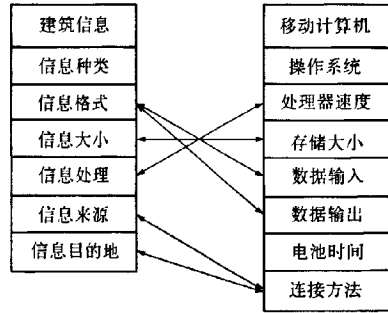 建筑信息
信息种类
信息格式
信息大小
信息处理
信息来源
信息目的地
移动计算机
操作系统
处理器速度
存储大小
数据输入
数据输出
电池时间
连接方法